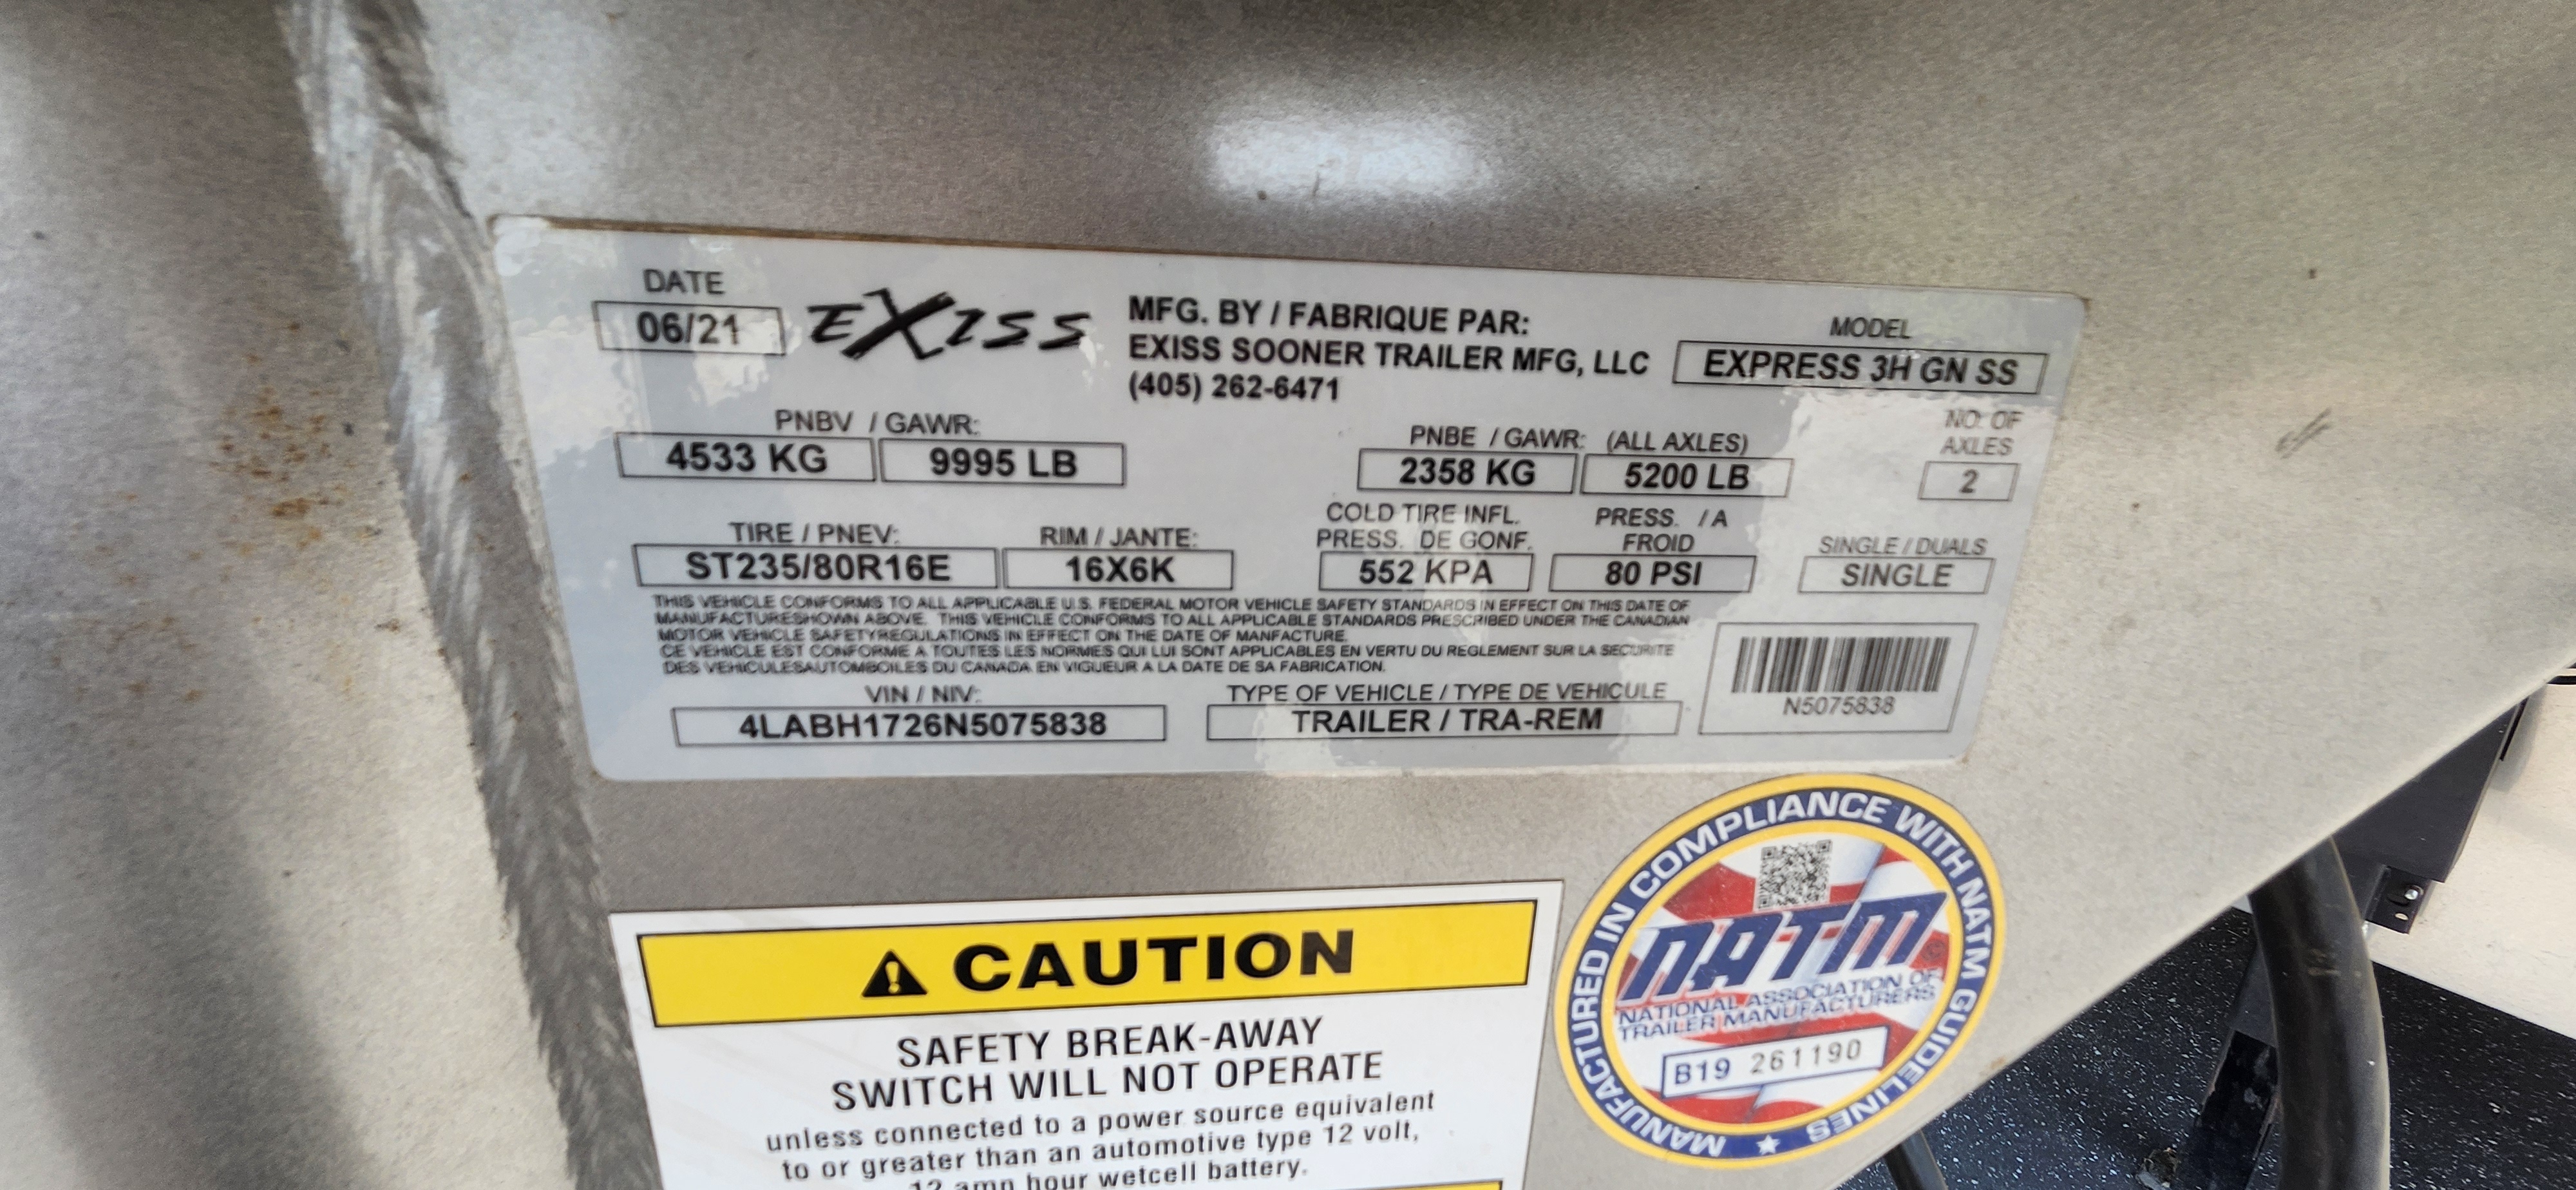 DATE
06/21
EXISS
MFG. BY / FABRIQUE PAR:
EXISS SOONER TRAILER MFG, LLC
(405) 262-6471
MODEL
EXPRESS 3H GN SS
PNBV / GAWR:
4533 KG 9995 LB
PNBE / GAWR: (ALL AXLES)
2358 KG 5200 LB
NO. OF
AXLES
2
TIRE / PNEV:
ST235/80R16E
RIM / JANTE:
16X6K
COLD TIRE INFL.
PRESS. DE GONF.
552 KPA
PRESS. / A
FROID
80 PSI
SINGLE / DUALS
SINGLE
THIS VEHICLE CONFORMS TO ALL APPLICABLE U.S. FEDERAL MOTOR VEHICLE SAFETY STANDARDS IN EFFECT ON THIS DATE OF
MANUFACTURESHOWN ABOVE. THIS VEHICLE CONFORMS TO ALL APPLICABLE STANDARDS PRESCRIBED UNDER THE CANADIAN
MOTOR VEHICLE SAFETYREGULATIONS IN EFFECT ON THE DATE OF MANFACTURE.
CE VEHICLE EST CONFORME A TOUTES LES NORMES QUI LUI SONT APPLICABLES EN VERTU DU REGLEMENT SUR LA SECURITE
DES VEHICULESAUTOMBOILES DU CANADA EN VIGUEUR A LA DATE DE SA FABRICATION.
VIN / NIV:
4LABH1726N5075838
TYPE OF VEHICLE / TYPE DE VEHICULE
TRAILER / TRA-REM
N5075838
MANUFACTURED IN COMPLIANCE WITH NATM GUIDELINES
NATM
NATIONAL ASSOCIATION OF
TRAILER MANUFACTURERS
B19 261190
CAUTION
SAFETY BREAK-AWAY
SWITCH WILL NOT OPERATE
unless connected to a power source equivalent
to or greater than an automotive type 12 volt,
12 amp hour wetcell battery.